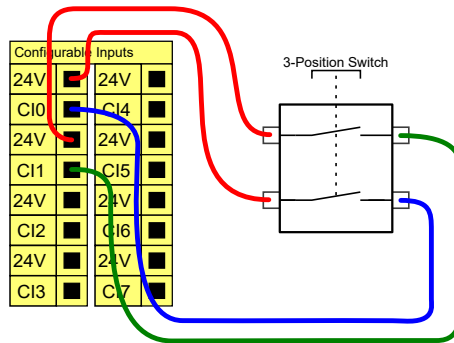 Configurable Inputs
3-Position Switch
24V 24V
CI0 CI4
24V 24V
CI1 CI5
24V 24V
CI2 CI6
24V 24V
CI3 CI7